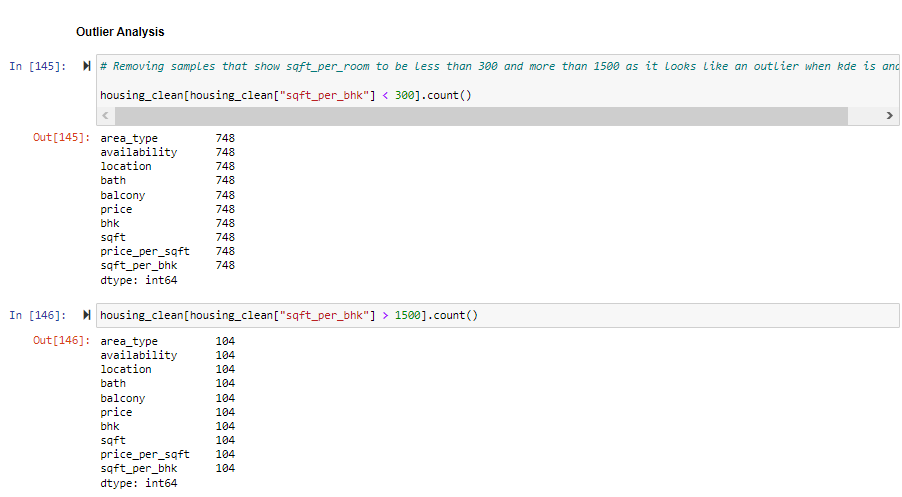 Outlier Analysis
In [145]: # Removing samples that show sqft_per_room to be less than 300 and more than 1500 as it looks like an outlier when kde is
housing_clean[housing_clean["sqft_per_bhk"] < 300].count()
Out[145]: area_type 748
availability 748
location 748
bath 748
balcony 748
price 748
bhk 748
sqft 748
price_per_sqft 748
sqft_per_bhk 748
dtype: int64
In [146]: housing_clean[housing_clean["sqft_per_bhk"] > 1500].count()
Out[146]: area_type 104
availability 104
location 104
bath 104
balcony 104
price 104
bhk 104
sqft 104
price_per_sqft 104
sqft_per_bhk 104
dtype: int64